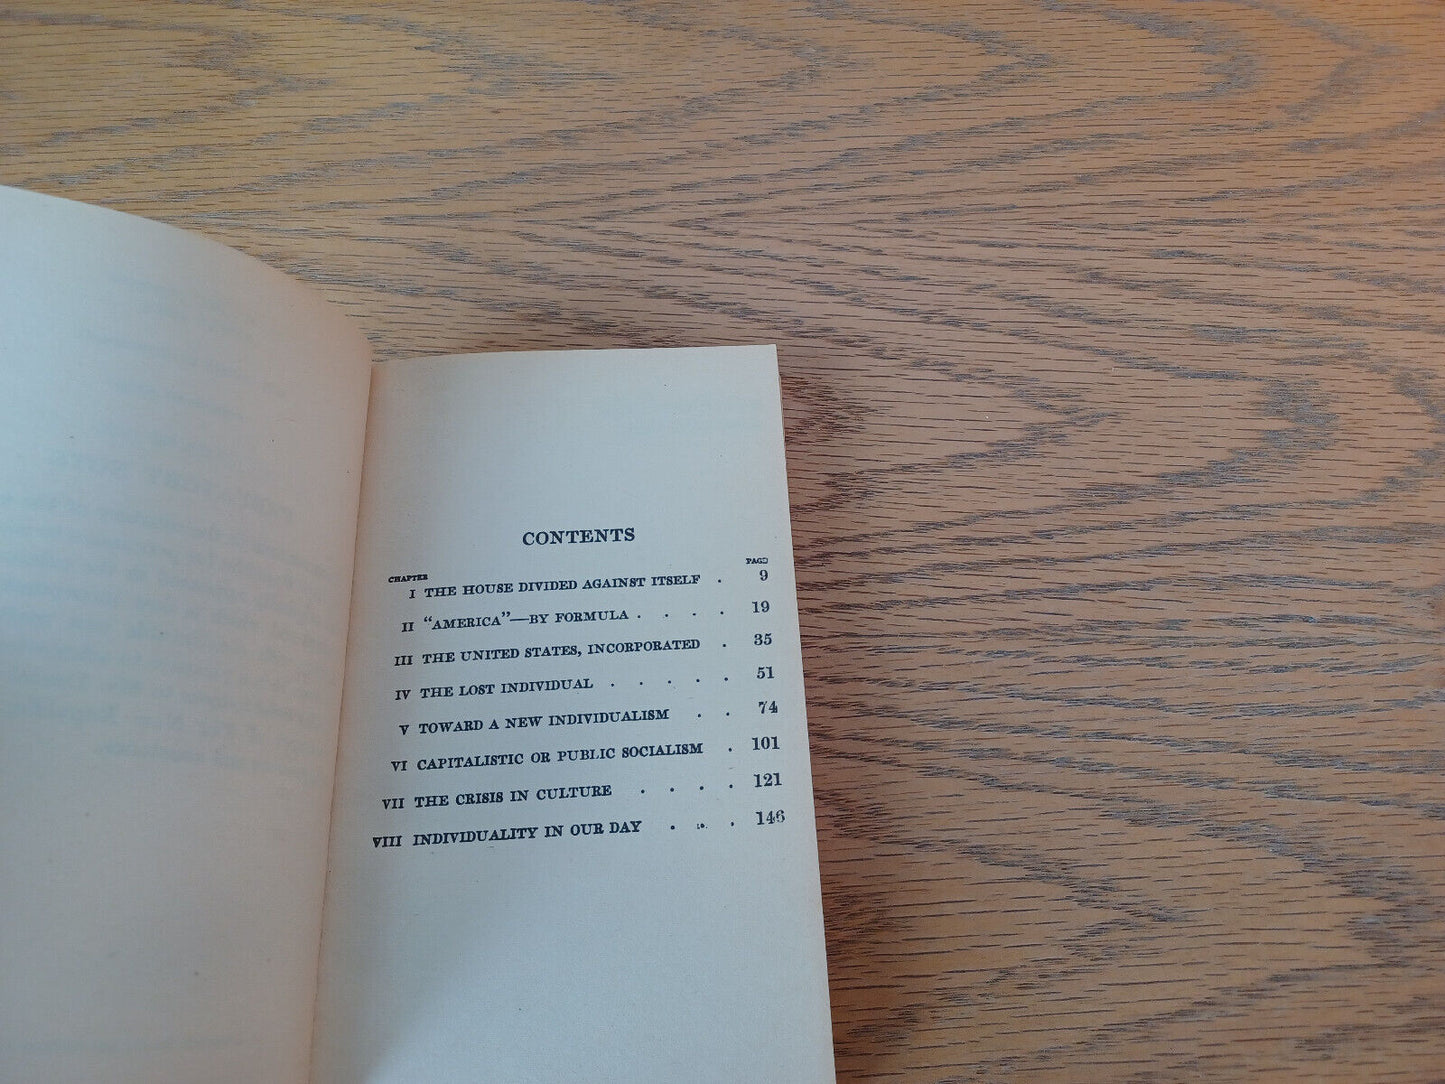 CONTENTS
CHAPTER PAGE
I THE HOUSE DIVIDED AGAINST ITSELF . 9
II "AMERICA"—BY FORMULA . . . . 19
III THE UNITED STATES, INCORPORATED . 35
IV THE LOST INDIVIDUAL . . . . . 51
V TOWARD A NEW INDIVIDUALISM . . 74
VI CAPITALISTIC OR PUBLIC SOCIALISM . 101
VII THE CRISIS IN CULTURE . . . . 121
VIII INDIVIDUALITY IN OUR DAY . . . 146